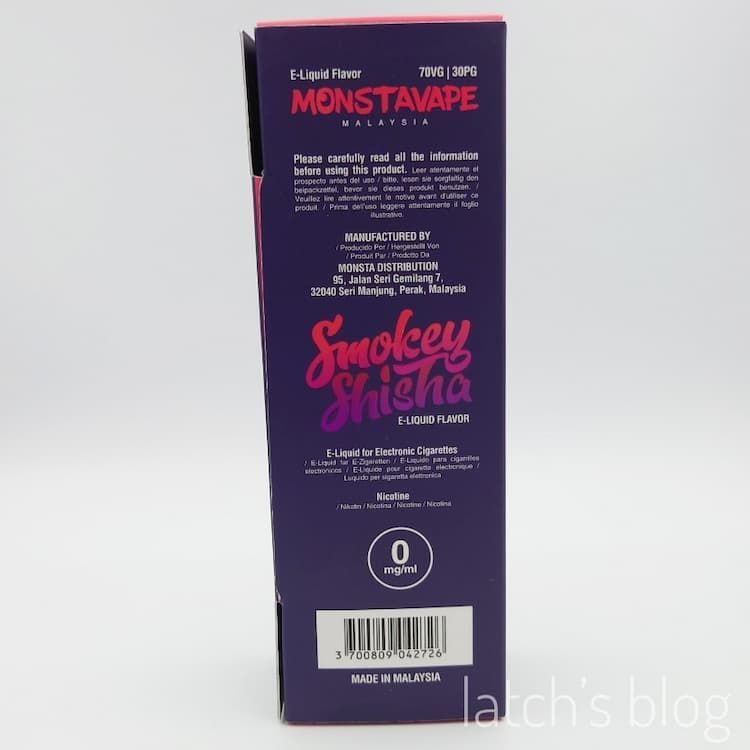 E-Liquid Flavor 70VG | 30PG
MONSTAVAPE
MALAYSIA
Please carefully read all the information
before using this product. Leer atentamente el
prospecto antes del uso / bitte, lesen sie sorgfältig den
beipackzettel, bevor sie dieses produkt benutzen. /
Veuillez lire attentivement la notive avant d'utiliser ce
produit. / Prima dell'uso leggere attentamente il foglio
illustrativo.
MANUFACTURED BY
/ Producido Por / Hergestellt Von
/ Produit Par / Prodotto Da
MONSTA DISTRIBUTION
95, Jalan Seri Gemilang 7,
32040 Seri Manjung, Perak, Malaysia
Smokey
Shisha
E-LIQUID FLAVOR
E-Liquid for Electronic Cigarettes
/ E-Liquid für E-Zigaretten / E-Liquido para cigarrillos
electronicos / E-Liquide pour cigarette electronique /
Luquido per sigaretta elettronica
Nicotine
/ Nikotin / Nicotina / Nicotine / Nicotina
0
mg/ml
3 700809 042726
MADE IN MALAYSIA
latch's blog